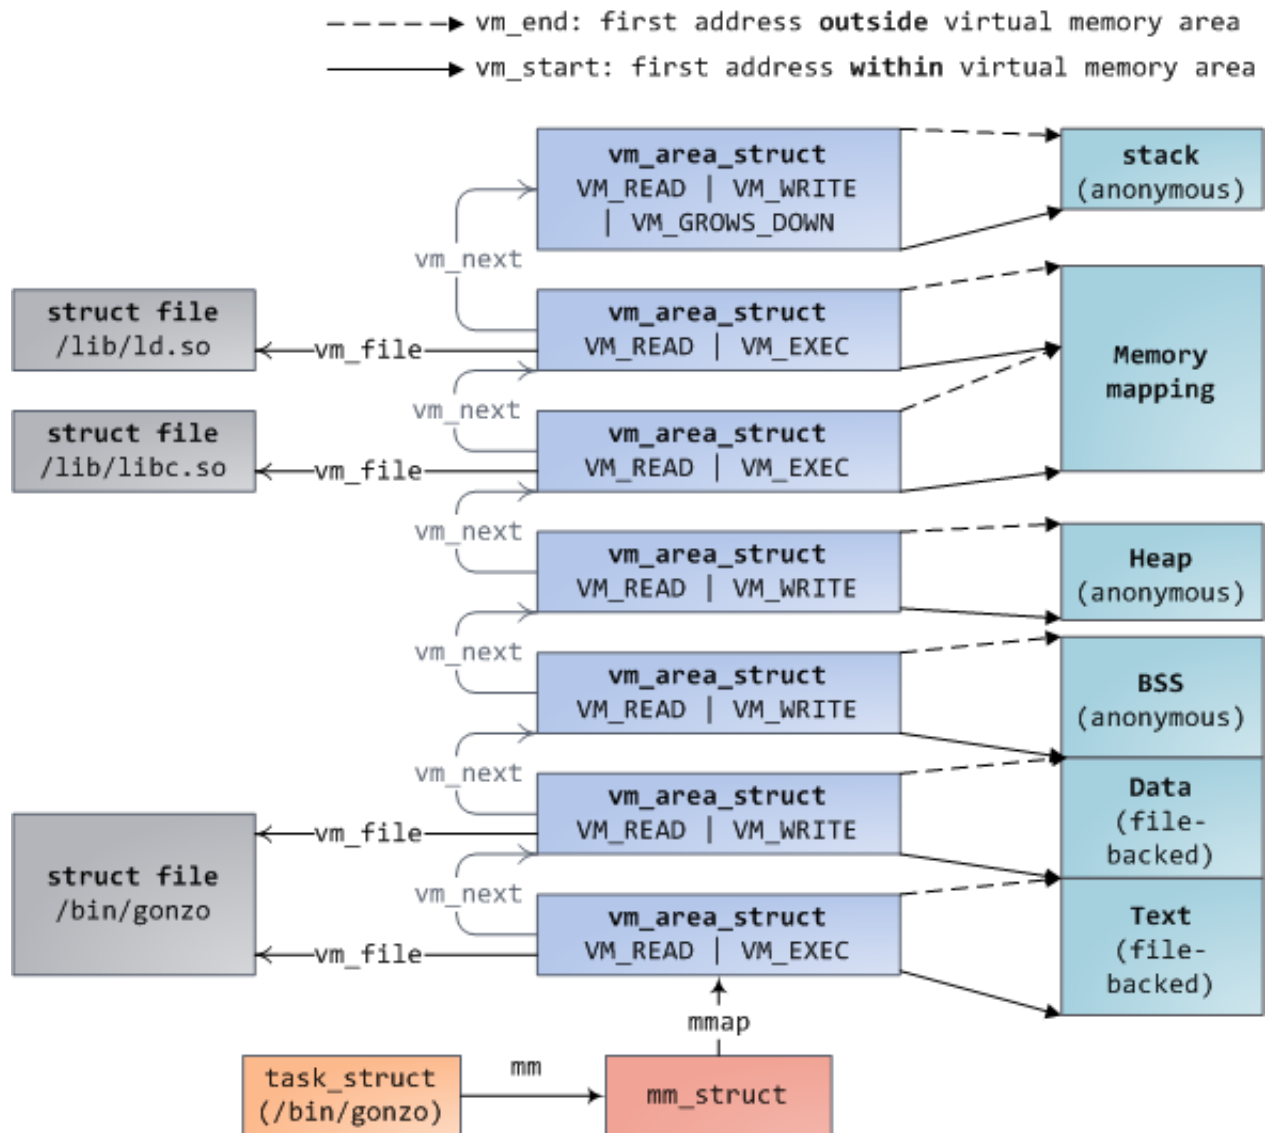 vm_end: first address outside virtual memory area
vm_start: first address within virtual memory area
vm_area_struct
VM_READ | VM_WRITE
| VM_GROWS_DOWN
stack
(anonymous)
vm_next
struct file
/lib/ld.so
vm_file
vm_area_struct
VM_READ | VM_EXEC
Memory
mapping
vm_next
struct file
/lib/libc.so
vm_file
vm_area_struct
VM_READ | VM_EXEC
vm_next
vm_area_struct
VM_READ | VM_WRITE
Heap
(anonymous)
vm_next
vm_area_struct
VM_READ | VM_WRITE
BSS
(anonymous)
vm_next
vm_file
vm_area_struct
VM_READ | VM_WRITE
Data
(file-
backed)
struct file
/bin/gonzo
vm_next
vm_file
vm_area_struct
VM_READ | VM_EXEC
Text
(file-
backed)
mmap
task_struct
(/bin/gonzo)
mm
mm_struct